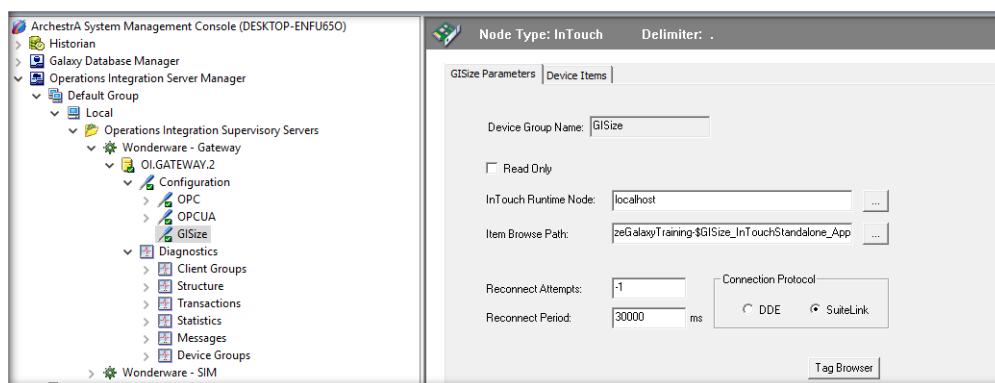 ArchestrA System Management Console (DESKTOP-ENFU65O)
Historian
Galaxy Database Manager
Operations Integration Server Manager
Default Group
Local
Operations Integration Supervisory Servers
Wonderware - Gateway
OI.GATEWAY.2
Configuration
OPC
OPCUA
GISize
Diagnostics
Client Groups
Structure
Transactions
Statistics
Messages
Device Groups
Wonderware - SIM
Node Type: InTouch Delimiter: .
GISize Parameters Device Items
Device Group Name: GISize
Read Only
InTouch Runtime Node: localhost ...
Item Browse Path: zeGalaxyTraining-$GISize_InTouchStandalone_App ...
Reconnect Attempts: -1
Reconnect Period: 30000 ms
Connection Protocol
DDE SuiteLink
Tag Browser